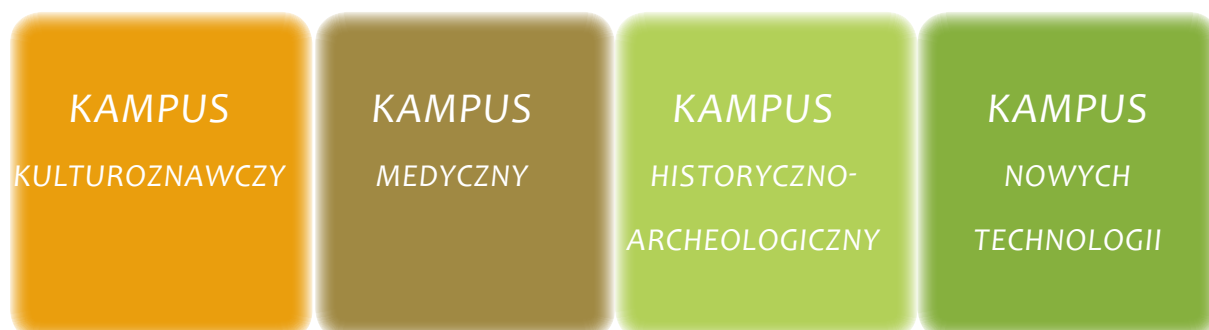 KAMPUS
KULTUROZNAWCZY
KAMPUS
MEDYCZNY
KAMPUS
HISTORYCZNO-
ARCHEOLOGICZNY
KAMPUS
NOWYCH
TECHNOLOGII